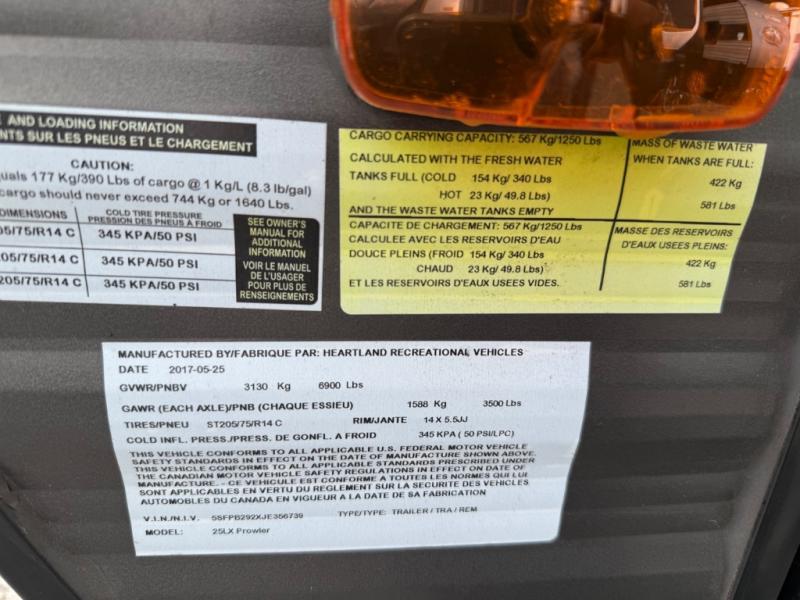 AND LOADING INFORMATION
NTS SUR LES PNEUS ET LE CHARGEMENT
CAUTION:
uals 177 Kg/390 Lbs of cargo @ 1 Kg/L (8.3 lb/gal)
cargo should never exceed 744 Kg or 1640 Lbs.
DIMENSIONS
COLD TIRE PRESSURE
PRESSION DES PNEUS À FROID
05/75/R14 C 345 KPA/50 PSI
205/75/R14 C 345 KPA/50 PSI
205/75/R14 C 345 KPA/50 PSI
SEE OWNER'S
MANUAL FOR
ADDITIONAL
INFORMATION
VOIR LE MANUEL
DE L'USAGER
POUR PLUS DE
RENSEIGNEMENTS
CARGO CARRYING CAPACITY: 567 Kg/1250 Lbs
CALCULATED WITH THE FRESH WATER
TANKS FULL (COLD 154 Kg/ 340 Lbs
HOT 23 Kg/ 49.8 Lbs)
AND THE WASTE WATER TANKS EMPTY
CAPACITE DE CHARGEMENT: 567 Kg/1250 Lbs
CALCULEE AVEC LES RESERVOIRS D'EAU
DOUCE PLEINS (FROID 154 Kg/ 340 Lbs
CHAUD 23 Kg/ 49.8 Lbs)
ET LES RESERVOIRS D'EAUX USEES VIDES.
MASS OF WASTE WATER
WHEN TANKS ARE FULL:
422 Kg
581 Lbs
MASSE DES RESERVOIRS
D'EAUX USEES PLEINS:
422 Kg
581 Lbs
MANUFACTURED BY/FABRIQUE PAR: HEARTLAND RECREATIONAL VEHICLES
DATE 2017-05-25
GVWR/PNBV 3130 Kg 6900 Lbs
GAWR (EACH AXLE)/PNB (CHAQUE ESSIEU) 1588 Kg 3500 Lbs
TIRES/PNEU ST205/75/R14 C RIM/JANTE 14 X 5.5JJ
COLD INFL. PRESS./PRESS. DE GONFL. A FROID 345 KPA ( 50 PSI/LPC)
THIS VEHICLE CONFORMS TO ALL APPLICABLE U.S. FEDERAL MOTOR VEHICLE
SAFETY STANDARDS IN EFFECT ON THE DATE OF MANUFACTURE SHOWN ABOVE.
THIS VEHICLE CONFORMS TO ALL APPLICABLE STANDARDS PRESCRIBED UNDER
THE CANADIAN MOTOR VEHICLE SAFETY REGULATIONS IN EFFECT ON DATE OF
MANUFACTURE. - CE VEHICULE EST CONFORME A TOUTES LES NORMES QUI LUI
SONT APPLICABLES EN VERTU DU REGLEMENT SUR LA SECURITE DES VEHICLES
AUTOMOBILES DU CANADA EN VIGUEUR A LA DATE DE SA FABRICATION
V.I.N./N.I.V. 5SFPB292XJE356739 TYPE/TYPE: TRAILER / TRA / REM
MODEL: 25LX Prowler